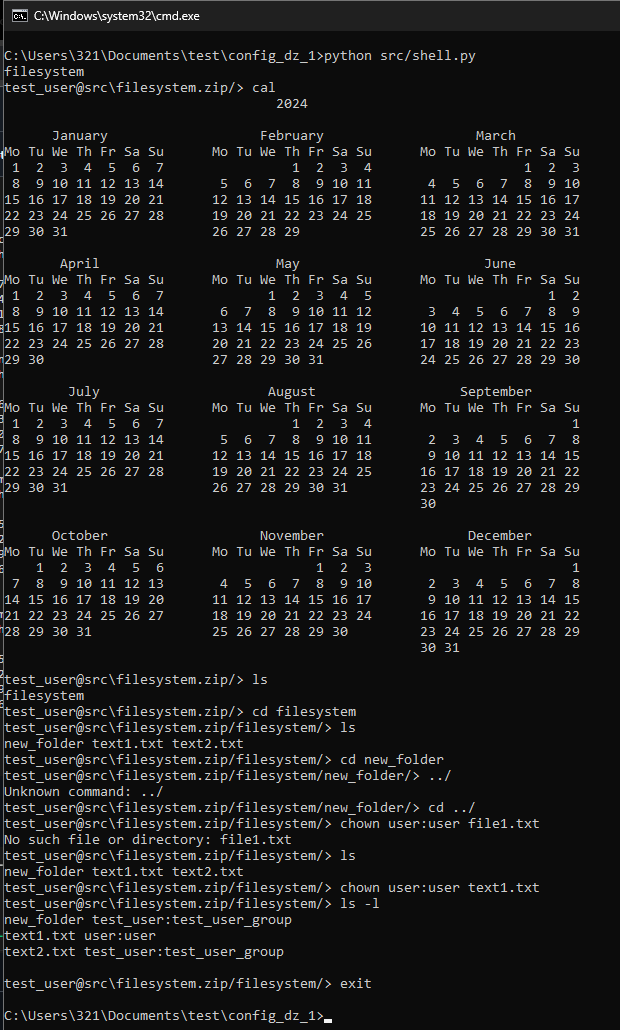 C:\Windows\system32\cmd.exe
C:\Users\321\Documents\test\config_dz_1>python src/shell.py
filesystem
test_user@src\filesystem.zip/> cal
                                  2024

      January                   February                   March
Mo Tu We Th Fr Sa Su      Mo Tu We Th Fr Sa Su      Mo Tu We Th Fr Sa Su
 1  2  3  4  5  6  7                1  2  3  4                   1  2  3
 8  9 10 11 12 13 14       5  6  7  8  9 10 11       4  5  6  7  8  9 10
15 16 17 18 19 20 21      12 13 14 15 16 17 18      11 12 13 14 15 16 17
22 23 24 25 26 27 28      19 20 21 22 23 24 25      18 19 20 21 22 23 24
29 30 31                  26 27 28 29               25 26 27 28 29 30 31

       April                      May                       June
Mo Tu We Th Fr Sa Su      Mo Tu We Th Fr Sa Su      Mo Tu We Th Fr Sa Su
 1  2  3  4  5  6  7             1  2  3  4  5                      1  2
 8  9 10 11 12 13 14       6  7  8  9 10 11 12       3  4  5  6  7  8  9
15 16 17 18 19 20 21      13 14 15 16 17 18 19      10 11 12 13 14 15 16
22 23 24 25 26 27 28      20 21 22 23 24 25 26      17 18 19 20 21 22 23
29 30                     27 28 29 30 31            24 25 26 27 28 29 30

        July                     August                  September
Mo Tu We Th Fr Sa Su      Mo Tu We Th Fr Sa Su      Mo Tu We Th Fr Sa Su
 1  2  3  4  5  6  7                1  2  3  4                         1
 8  9 10 11 12 13 14       5  6  7  8  9 10 11       2  3  4  5  6  7  8
15 16 17 18 19 20 21      12 13 14 15 16 17 18       9 10 11 12 13 14 15
22 23 24 25 26 27 28      19 20 21 22 23 24 25      16 17 18 19 20 21 22
29 30 31                  26 27 28 29 30 31         23 24 25 26 27 28 29
                                                    30

      October                   November                  December
Mo Tu We Th Fr Sa Su      Mo Tu We Th Fr Sa Su      Mo Tu We Th Fr Sa Su
    1  2  3  4  5  6                   1  2  3                         1
 7  8  9 10 11 12 13       4  5  6  7  8  9 10       2  3  4  5  6  7  8
14 15 16 17 18 19 20      11 12 13 14 15 16 17       9 10 11 12 13 14 15
21 22 23 24 25 26 27      18 19 20 21 22 23 24      16 17 18 19 20 21 22
28 29 30 31               25 26 27 28 29 30         23 24 25 26 27 28 29
                                                    30 31

test_user@src\filesystem.zip/> ls
filesystem
test_user@src\filesystem.zip/> cd filesystem
test_user@src\filesystem.zip/filesystem/> ls
new_folder text1.txt text2.txt
test_user@src\filesystem.zip/filesystem/> cd new_folder
test_user@src\filesystem.zip/filesystem/new_folder/> ../
Unknown command: ../
test_user@src\filesystem.zip/filesystem/new_folder/> cd ../
test_user@src\filesystem.zip/filesystem/> chown user:user file1.txt
No such file or directory: file1.txt
test_user@src\filesystem.zip/filesystem/> ls
new_folder text1.txt text2.txt
test_user@src\filesystem.zip/filesystem/> chown user:user text1.txt
test_user@src\filesystem.zip/filesystem/> ls -l
new_folder test_user:test_user_group
text1.txt user:user
text2.txt test_user:test_user_group

test_user@src\filesystem.zip/filesystem/> exit

C:\Users\321\Documents\test\config_dz_1>